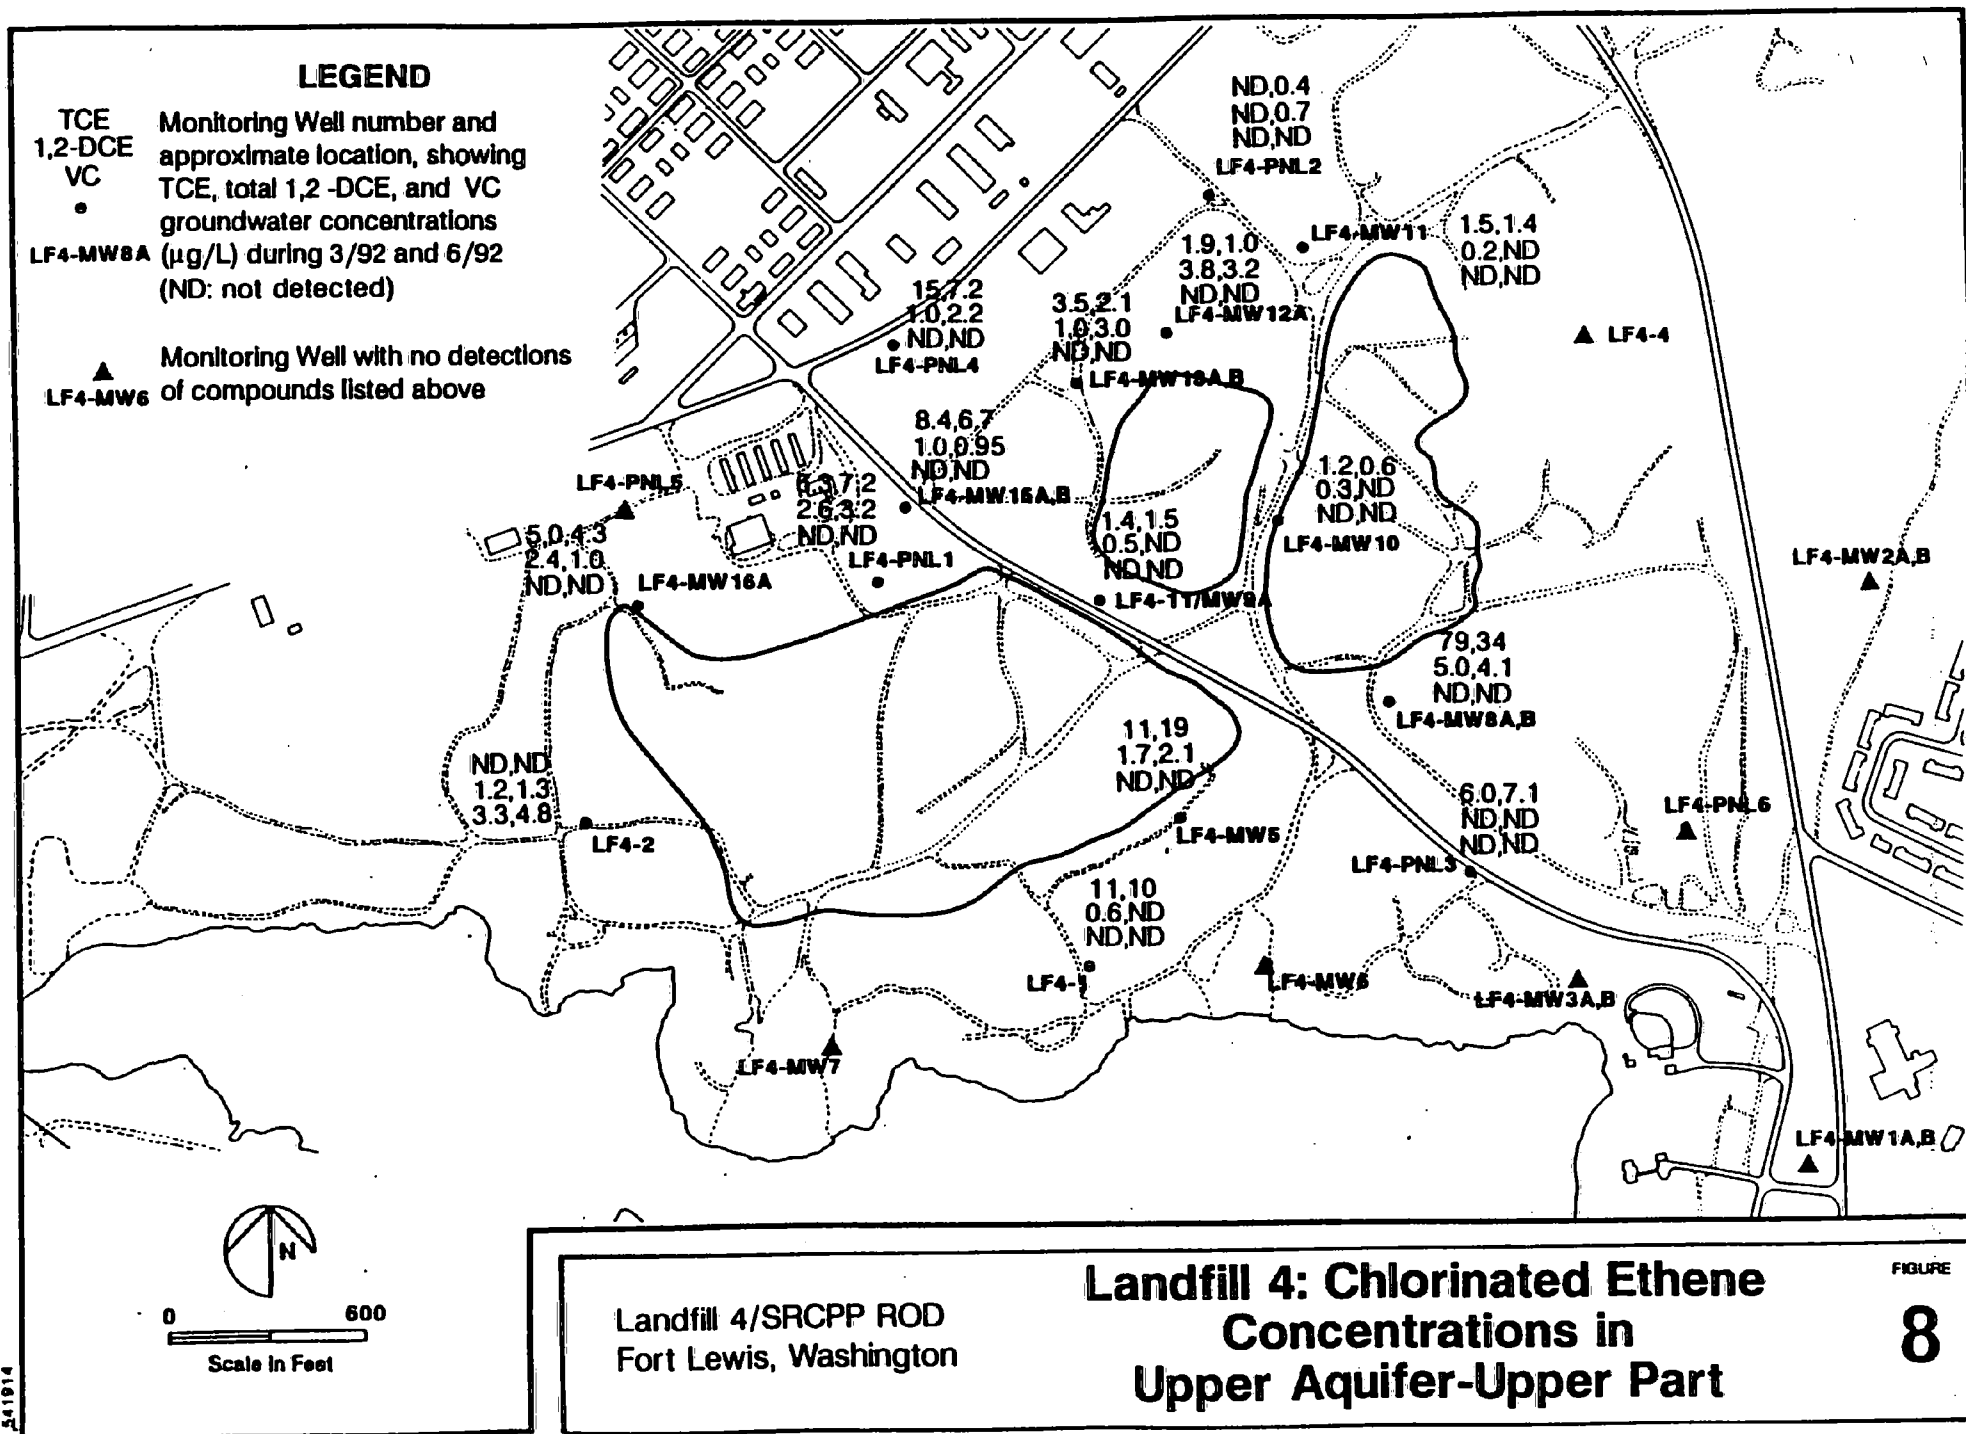 LEGEND
TCE
1,2-DCE
VC
LF4-MW8A
Monitoring Well number and
approximate location, showing
TCE, total 1,2 -DCE, and VC
groundwater concentrations
(µg/L) during 3/92 and 6/92
(ND: not detected)
LF4-MW6
Monitoring Well with no detections
of compounds listed above
ND,0.4
ND,0.7
ND,ND
LF4-PNL2
LF4-MW11
1.5,1.4
0.2,ND
ND,ND
1.9,1.0
3.8,3.2
ND,ND
LF4-MW12A
15,7.2
1.0,2.2
ND,ND
LF4-PNL4
3.5,2.1
1.0,3.0
ND,ND
LF4-4
8.4,6.7
1.0,0.95
ND,ND
LF4-MW15A,B
LF4-PNL5
7.2
2.6,3.2
ND,ND
LF4-PNL1
5.0,4.3
2.4,1.0
ND,ND
LF4-MW16A
1.2,0.6
0.3,ND
ND,ND
LF4-MW10
1.4,1.5
0.5,ND
ND,ND
LF4-11/MW9A
LF4-MW2A,B
79,34
5.0,4.1
ND,ND
LF4-MW8A,B
11,19
1.7,2.1
ND,ND
LF4-MW5
ND,ND
1.2,1.3
3.3,4.8
LF4-2
6.0,7.1
ND,ND
ND,ND
LF4-PNL3
LF4-PNL6
11,10
0.6,ND
ND,ND
LF4-1
LF4-MW6
LF4-MW3A,B
LF4-MW7
LF4-MW1A,B
N
0 600
Scale in Feet
Landfill 4/SRCPP ROD
Fort Lewis, Washington
Landfill 4: Chlorinated Ethene
Concentrations in
Upper Aquifer-Upper Part
FIGURE
8
541914